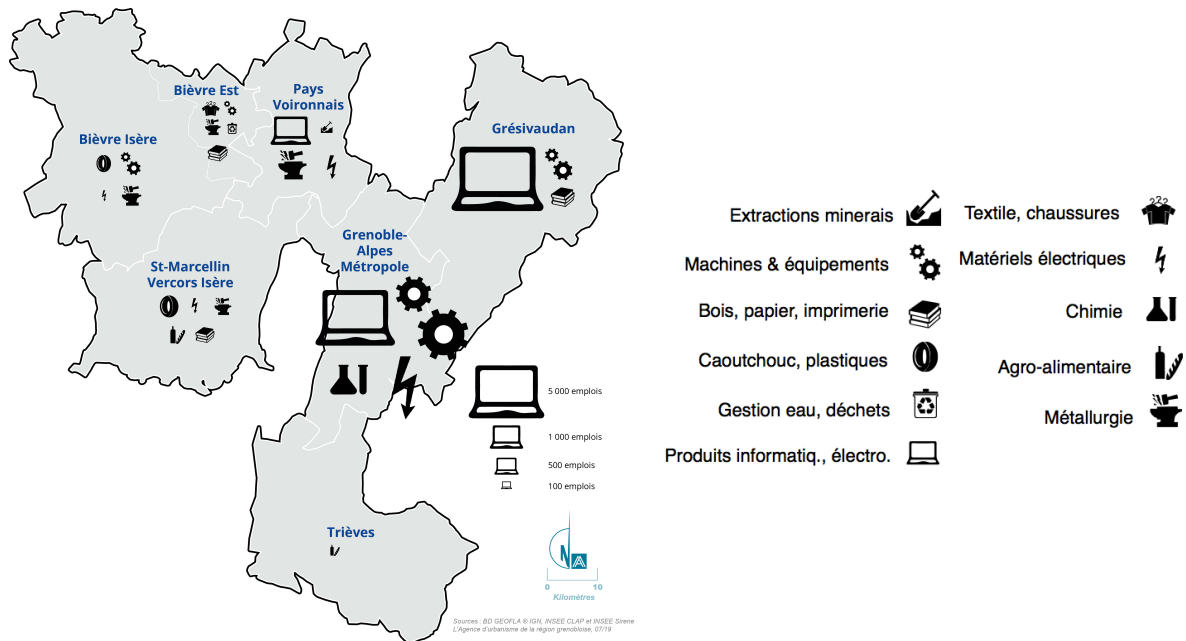 Bièvre Est
Pays
Voironnais
Bièvre Isère
Grésivaudan
Grenoble-
Alpes
Métropole
St-Marcellin
Vercors Isère
Trièves
5 000 emplois
1 000 emplois
500 emplois
100 emplois
N
A
0 10
Kilomètres
Sources : BD GEOFLA ® IGN, INSEE CLAP et INSEE Sirene
L'Agence d'urbanisme de la région grenobloise, 07/19
Extractions minerais
Machines & équipements
Bois, papier, imprimerie
Caoutchouc, plastiques
Gestion eau, déchets
Produits informatiq., électro.
Textile, chaussures
Matériels électriques
Chimie
Agro-alimentaire
Métallurgie